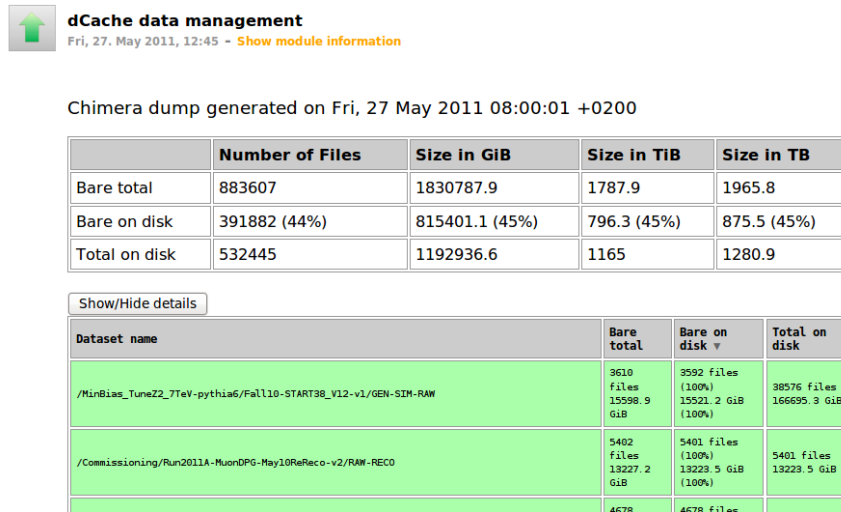 dCache data management
Fri, 27. May 2011, 12:45 – Show module information
Chimera dump generated on Fri, 27 May 2011 08:00:01 +0200
Number of Files Size in GiB Size in TiB Size in TB
Bare total 883607 1830787.9 1787.9 1965.8
Bare on disk 391882 (44%) 815401.1 (45%) 796.3 (45%) 875.5 (45%)
Total on disk 532445 1192936.6 1165 1280.9
Show/Hide details
Dataset name
Bare
total
Bare on
disk ▼
Total on
disk
/MinBias_TuneZ2_7TeV-pythia6/Fall10-START38_V12-v1/GEN-SIM-RAW
3610
files
15598.9
GiB
3592 files
(100%)
15521.2 GiB
(100%)
38576 files
166695.3 GiB
/Commissioning/Run2011A-MuonDPG-May10ReReco-v2/RAW-RECO
5402
files
13227.2
GiB
5401 files
(100%)
13223.5 GiB
(100%)
5401 files
13223.5 GiB
4678
4678 files